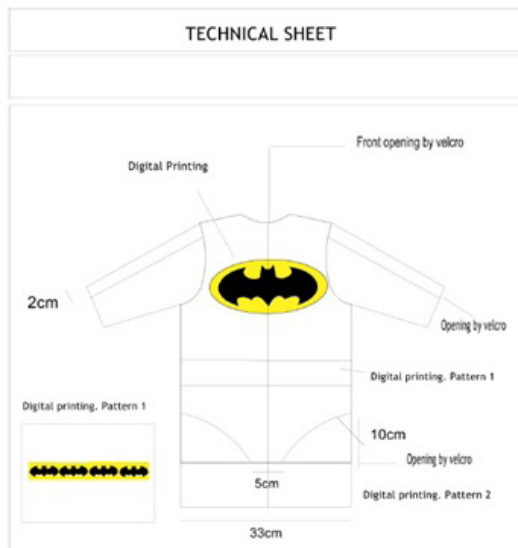 TECHNICAL SHEET
Front opening by velcro
Digital Printing
2cm
Opening by velcro
Digital printing. Pattern 1
Digital printing. Pattern 1
10cm
Opening by velcro
5cm
Digital printing. Pattern 2
33cm